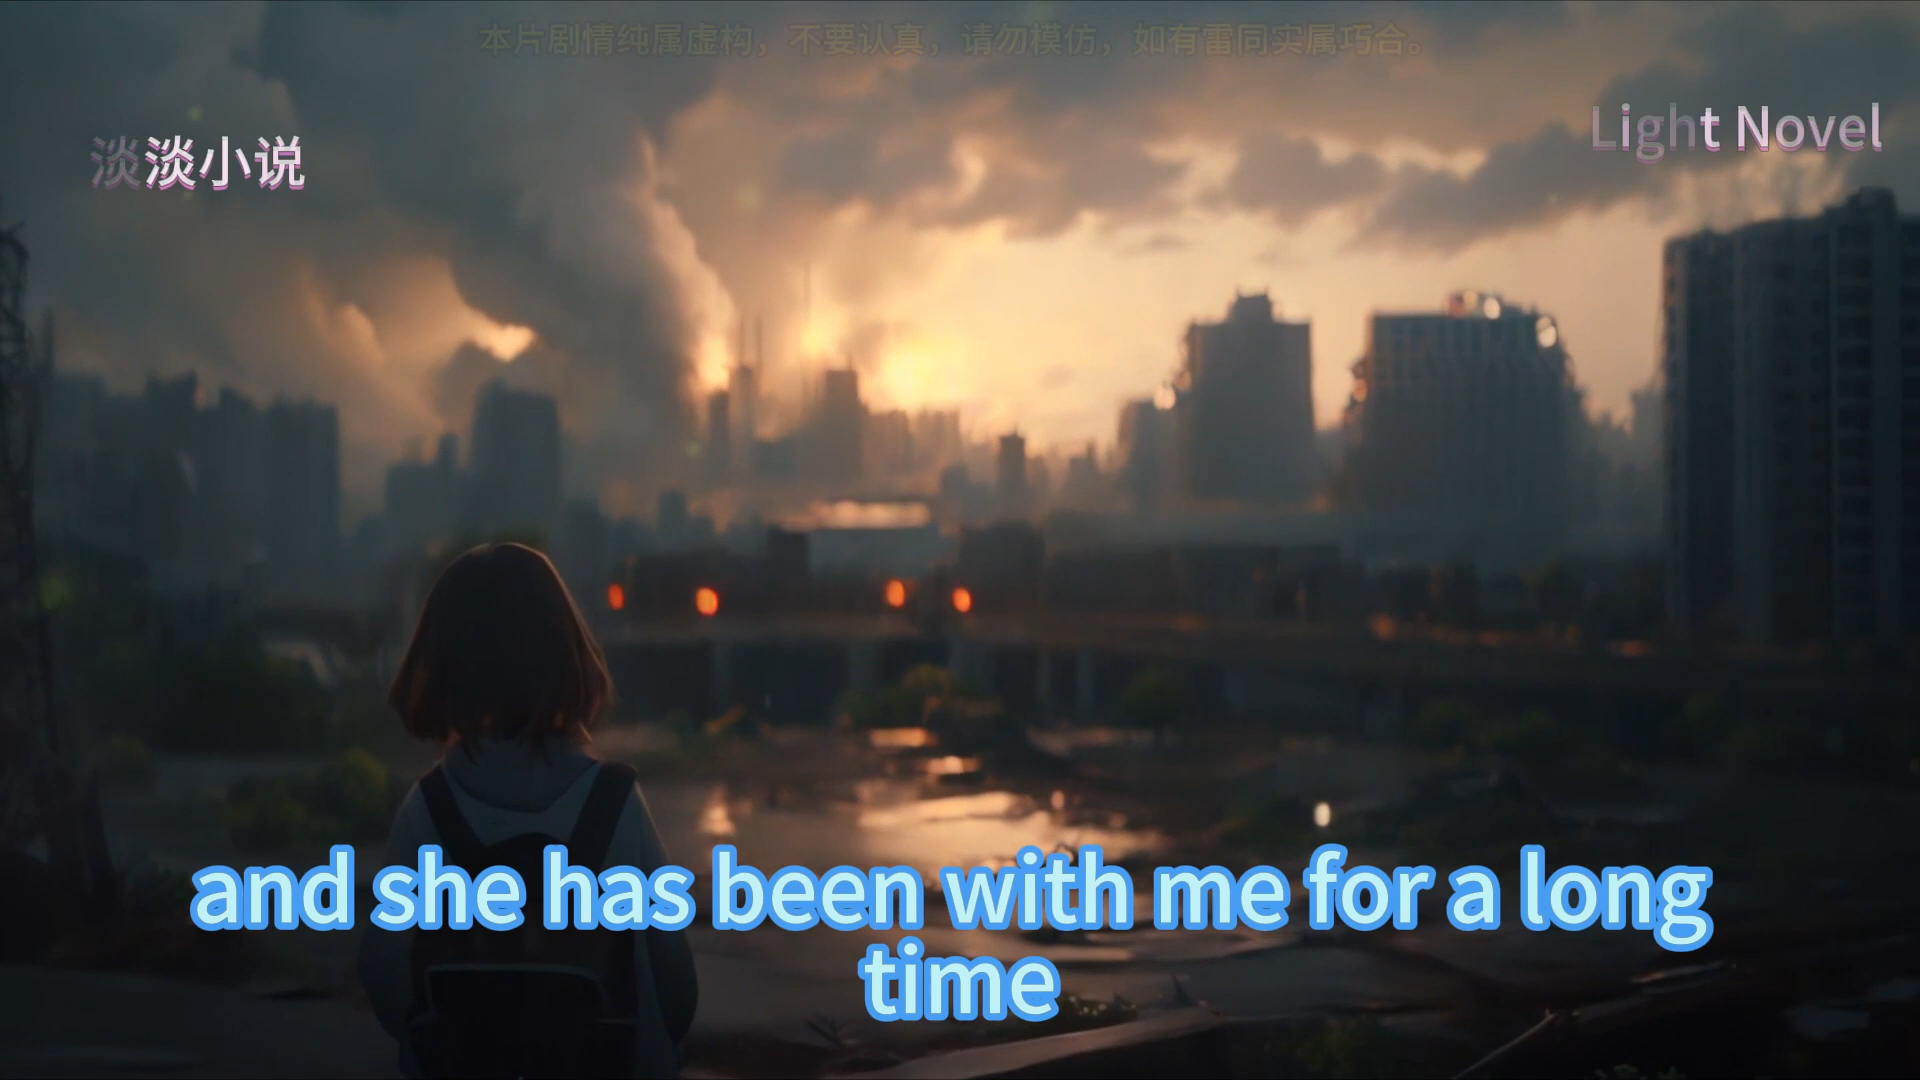 本片剧情纯属虚构，不要认真，请勿模仿，如有雷同实属巧合。
Light Novel
淡淡小说
and she has been with me for a long
time